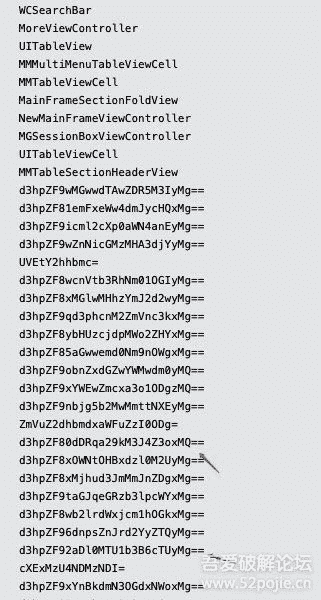 WCSearchBar
MoreViewController
UITableView
MMMultiMenuTableViewCell
MMTableViewCell
MainFrameSectionFoldView
NewMainFrameViewController
MGSessionBoxViewController
UITableViewCell
MMTableSectionHeaderView
d3hpZF9wMGwwdTAwZDR5M3IyMg==
d3hpZF81emFxeWw4dmJycHQxMg==
d3hpZF9icml2cXp0aWN4anEyMg==
d3hpZF9wZnNicGMzMHA3djYyMg==
UVEtY2hhbmc=
d3hpZF8wcnVtb3RhNm01OGIyMg==
d3hpZF8xMGlwMHhzYmJ2d2wyMg==
d3hpZF9qd3phcnM2ZmVnc3kxMg==
d3hpZF8ybHUzcjdpMWo2ZHYxMg==
d3hpZF85aGwwemd0Nm9nOWgxMg==
d3hpZF9obnZxdGZwYWMwdm0yMQ==
d3hpZF9xYWEwZmcxa3o1ODgzMQ==
d3hpZF9nbjg5b2MwMmttNXEyMg==
ZmVuZ2dhbmdxaWFuZzI0ODg=
d3hpZF80dDRqa29kM3J4Z3oxMQ==
d3hpZF8xOWNtOHBxdzl0M2UyMg==
d3hpZF8xMjhud3JmMmJnZDgxMg==
d3hpZF9taGJqeGRzb3lpcWYxMg==
d3hpZF8wb2lrdWxjcm1hOGkxMg==
d3hpZF96dnpsZnJrd2YyZTQyMg==
d3hpZF92aDl0MTU1b3B6cTUyMg==
cXExMzU4NDMzNDI=
d3hpZF9xYnBkdmN3OGdxNWoxMg==
吾爱破解论坛
www.52pojie.cn